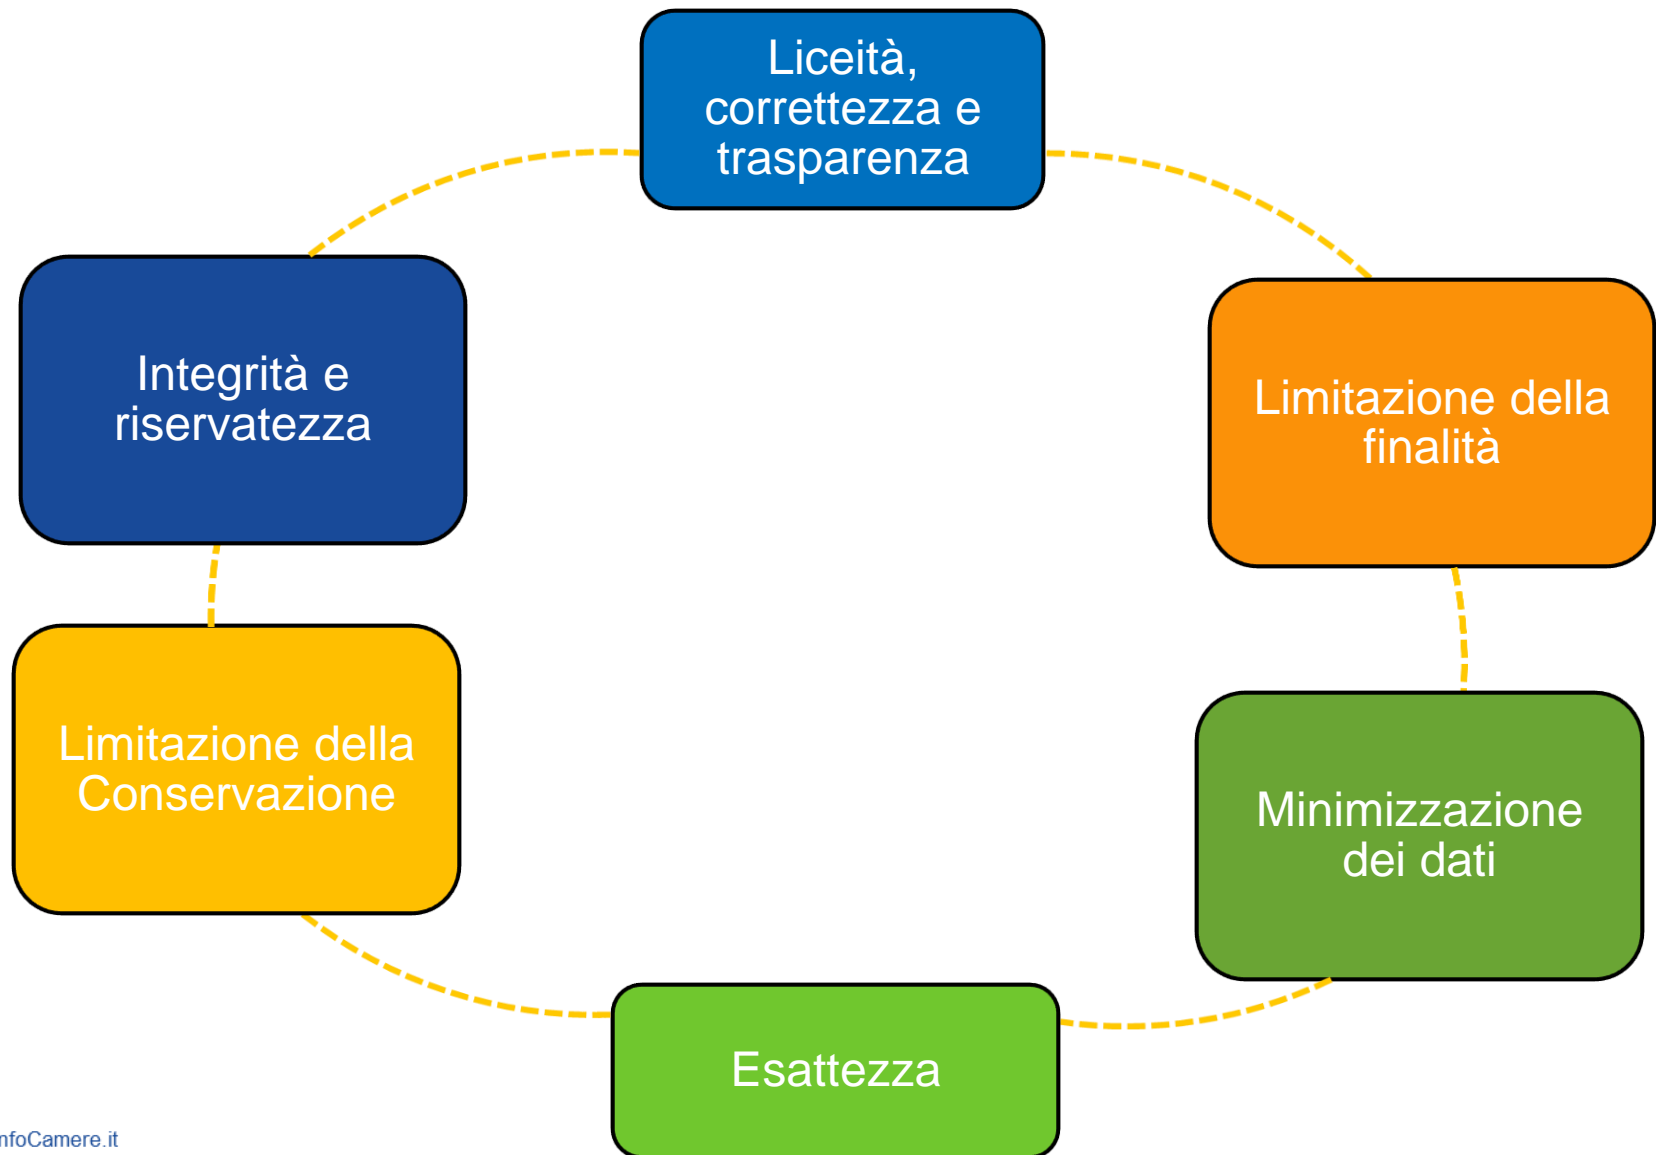 Liceità,
correttezza e
trasparenza
Integrità e
riservatezza
Limitazione della
finalità
Limitazione della
Conservazione
Minimizzazione
dei dati
Esattezza
nfoCamere.it